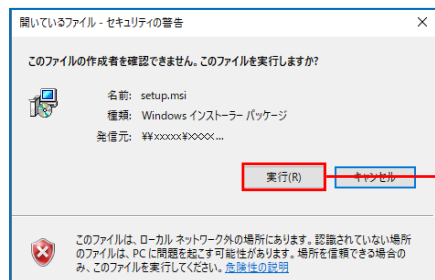 開いているファイル - セキュリティの警告
このファイルの作成者を確認できません。このファイルを実行しますか?
名前: setup.msi
種類: Windows インストーラー パッケージ
発信元: ¥¥xxxxx¥xxxx...
実行(R) キャンセル
このファイルは、ローカル ネットワーク外の場所にあります。認識されていない場所
のファイルは、PC に問題を起こす可能性があります。場所を信頼できる場合の
み、このファイルを実行してください。危険性の説明